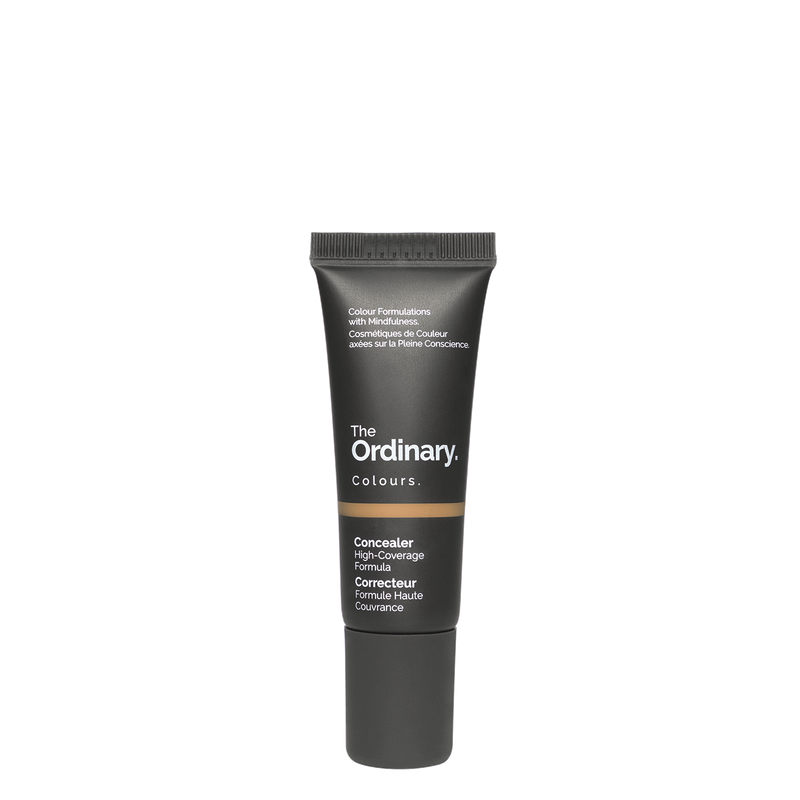 Colour Formulations
with Mindfulness.
Cosmétiques de Couleur
axées sur la Pleine Conscience.
The
Ordinary.
Colours.
Concealer
High-Coverage
Formula
Correcteur
Formule Haute
Couvrance